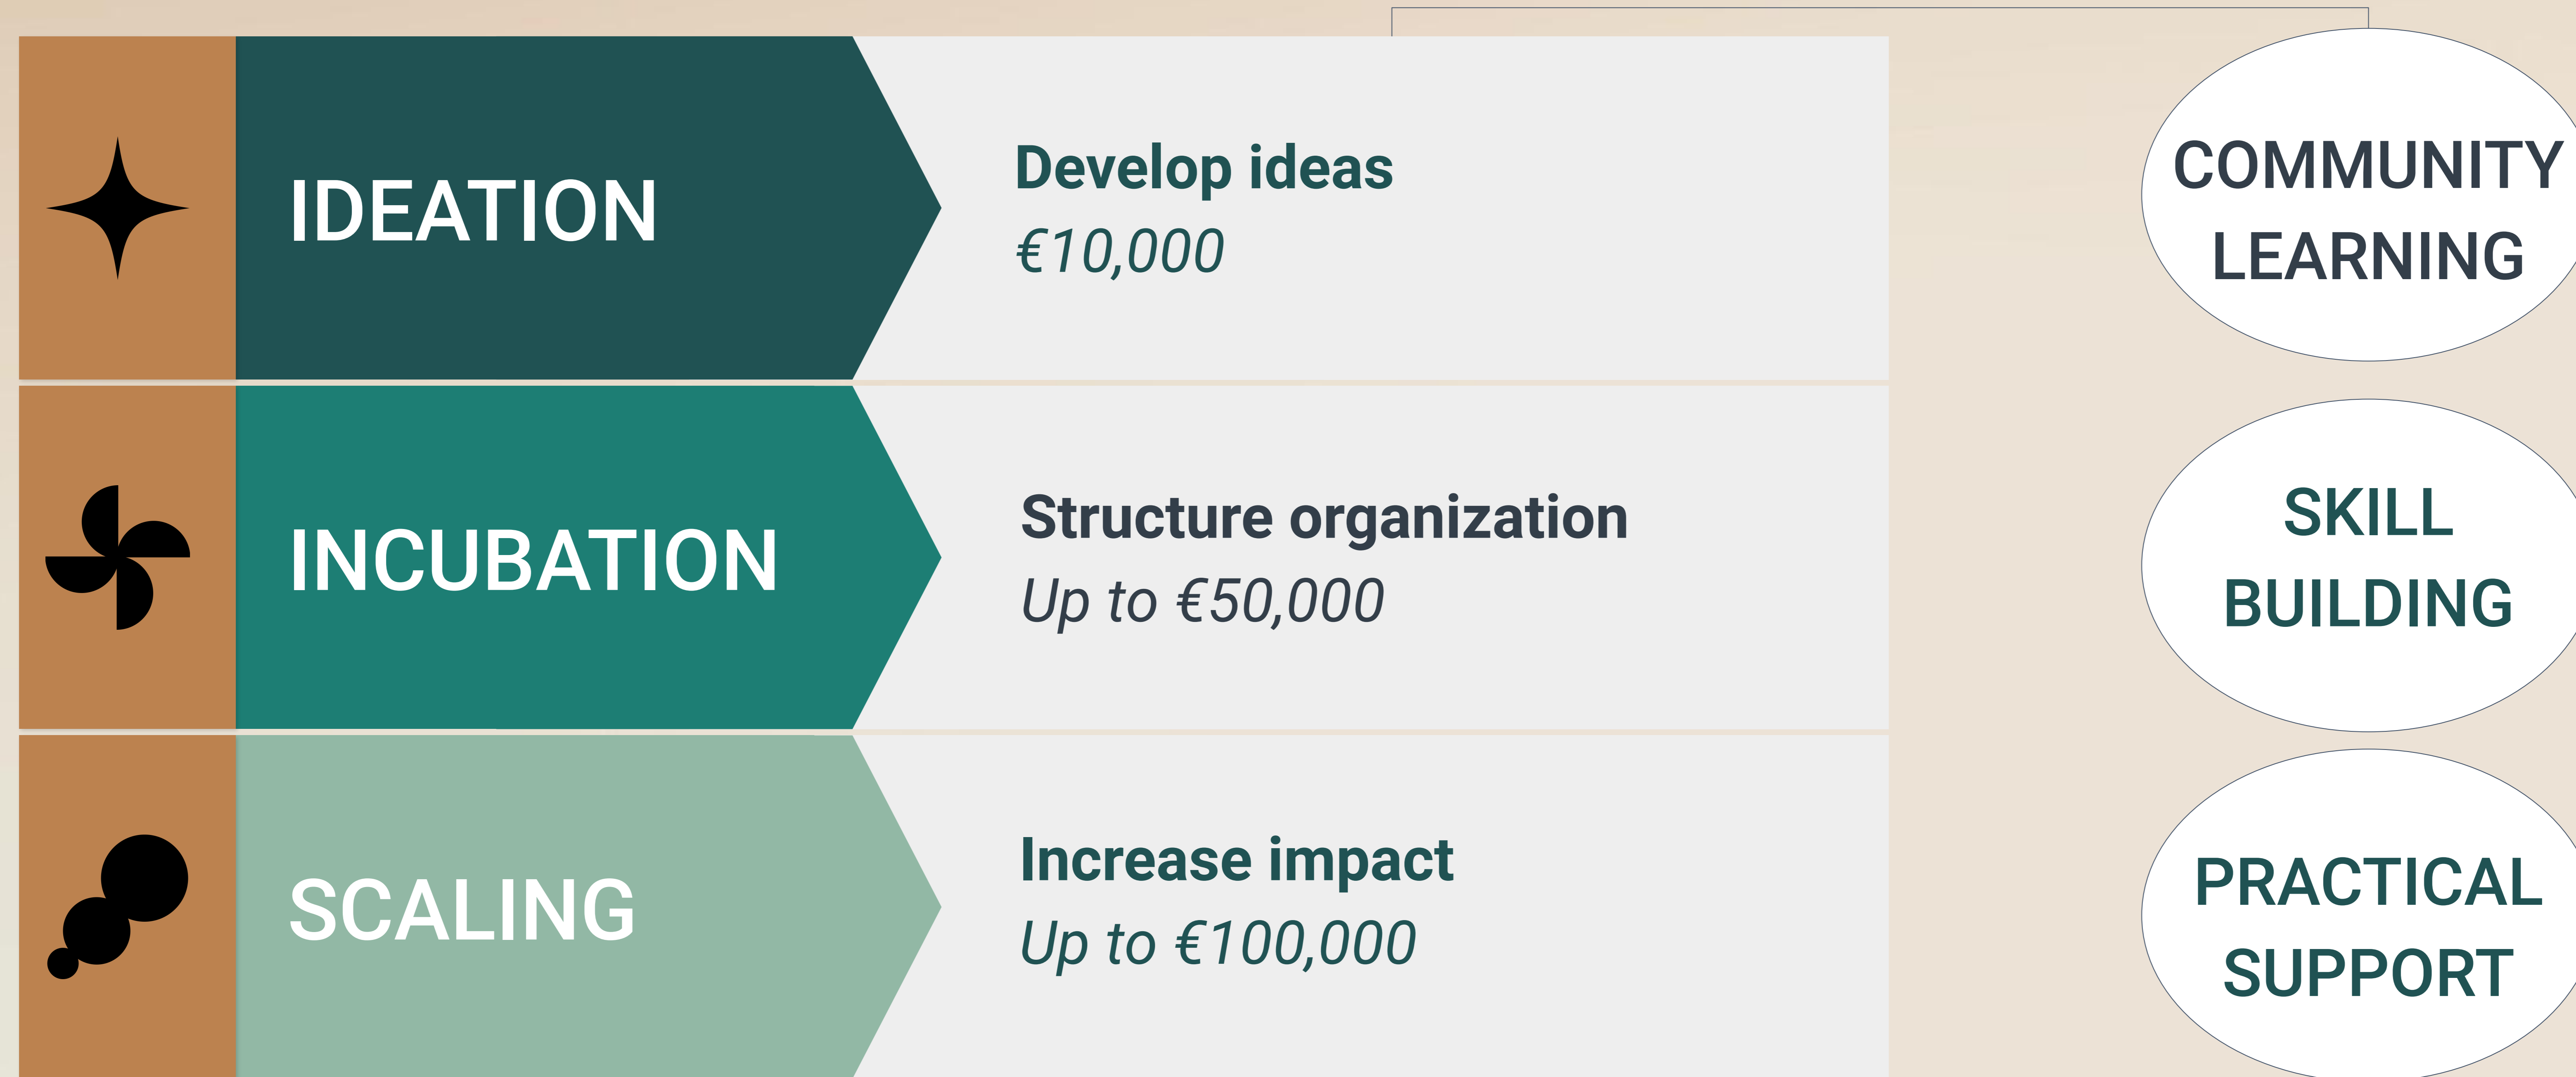 IDEATION
Develop ideas
€10,000
COMMUNITY
LEARNING
INCUBATION
Structure organization
Up to €50,000
SKILL
BUILDING
SCALING
Increase impact
Up to €100,000
PRACTICAL
SUPPORT